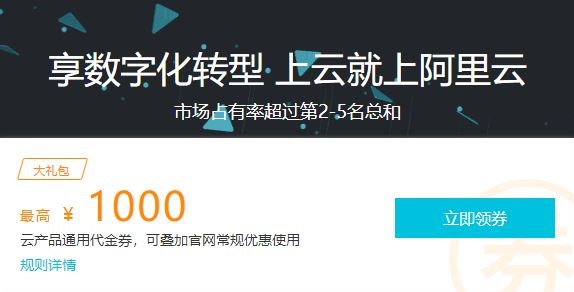 享数字化转型 上云就上阿里云
市场占有率超过第2-5名总和
大礼包
最高 ¥ 1000
云产品通用代金券，可叠加官网常规优惠使用
规则详情
立即领券
券